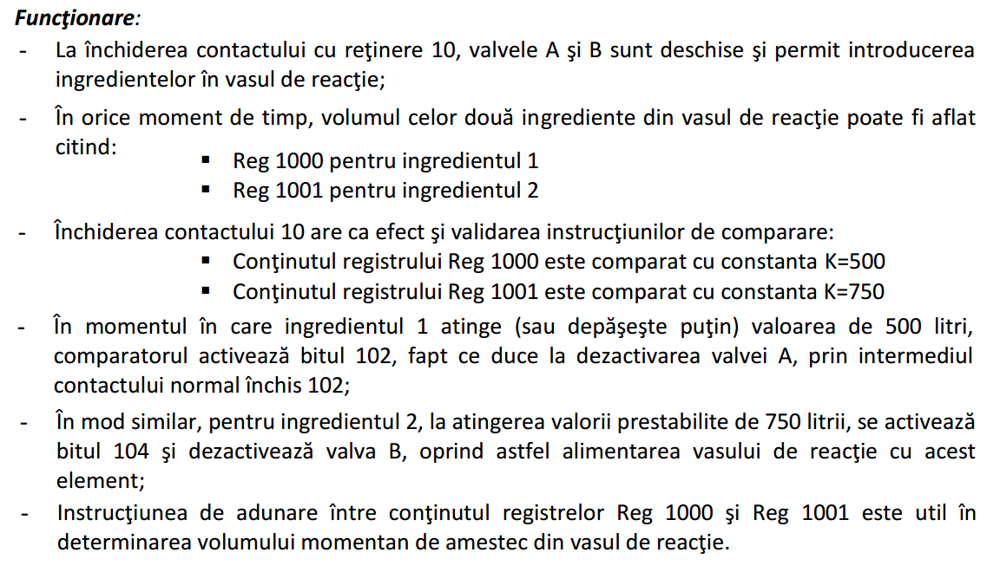 Funcţionare:
- La închiderea contactului cu reţinere 10, valvele A şi B sunt deschise şi permit introducerea
ingredientelor în vasul de reacţie;
- În orice moment de timp, volumul celor două ingrediente din vasul de reacţie poate fi aflat
citind:
▪ Reg 1000 pentru ingredientul 1
▪ Reg 1001 pentru ingredientul 2
- Închiderea contactului 10 are ca efect şi validarea instrucţiunilor de comparare:
▪ Conţinutul registrului Reg 1000 este comparat cu constanta K=500
▪ Conţinutul registrului Reg 1001 este comparat cu constanta K=750
- În momentul în care ingredientul 1 atinge (sau depăşeşte puţin) valoarea de 500 litri,
comparatorul activează bitul 102, fapt ce duce la dezactivarea valvei A, prin intermediul
contactului normal închis 102;
- În mod similar, pentru ingredientul 2, la atingerea valorii prestabilite de 750 litrii, se activează
bitul 104 şi dezactivează valva B, oprind astfel alimentarea vasului de reacţie cu acest
element;
- Instrucţiunea de adunare între conţinutul registrelor Reg 1000 şi Reg 1001 este util în
determinarea volumului momentan de amestec din vasul de reacţie.